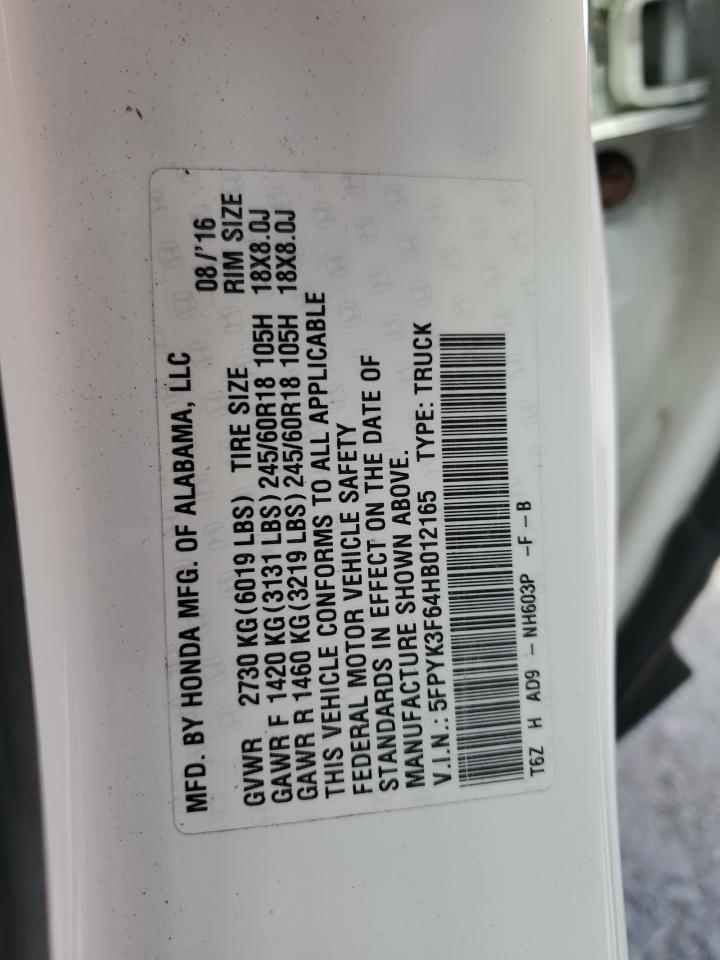 MFD. BY HONDA MFG. OF ALABAMA, LLC 08/'16
GVWR 2730 KG(6019 LBS) TIRE SIZE RIM SIZE
GAWR F 1420 KG(3131 LBS)245/60R18 105H 18X8.0J
GAWR R 1460 KG(3219 LBS)245/60R18 105H 18X8.0J
THIS VEHICLE CONFORMS TO ALL APPLICABLE
FEDERAL MOTOR VEHICLE SAFETY
STANDARDS IN EFFECT ON THE DATE OF
MANUFACTURE SHOWN ABOVE.
V.I.N.: 5FPYK3F64HB012165 TYPE: TRUCK
T6Z H AD9 - NH603P -F - B